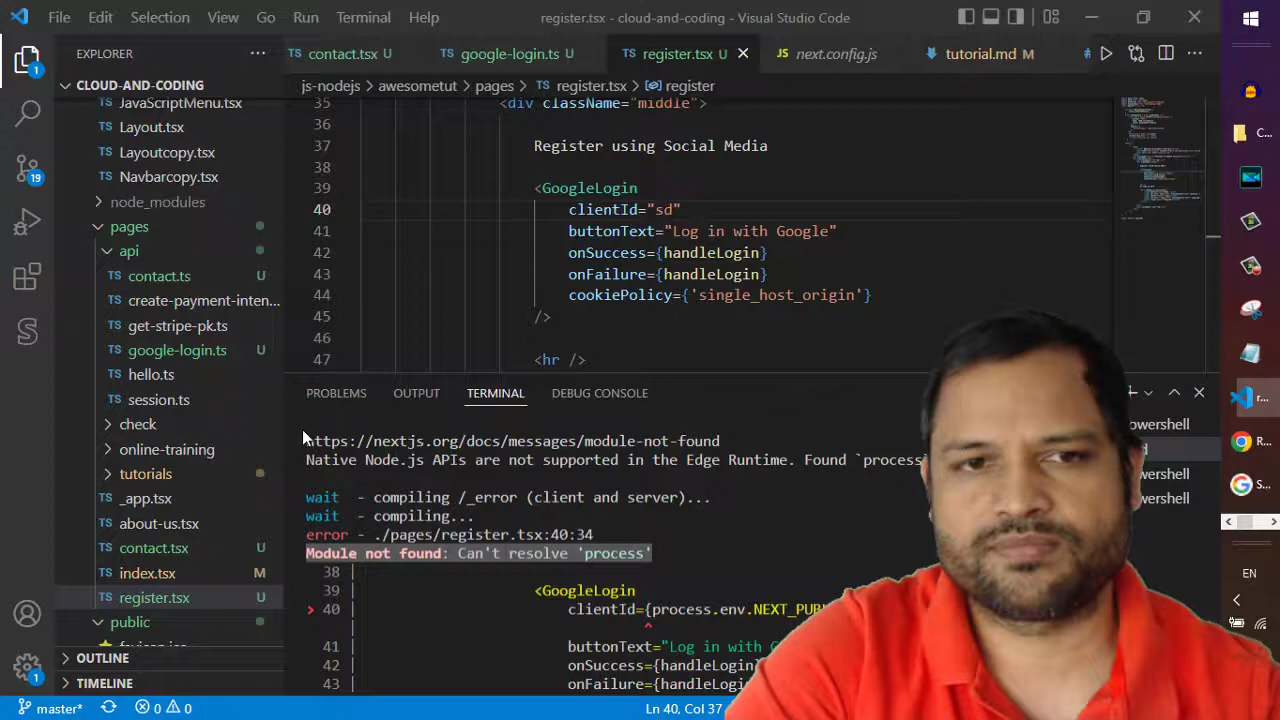 File Edit Selection View Go Run Terminal Help
register.tsx - cloud-and-coding - Visual Studio Code
EXPLORER
contact.tsx U
google-login.ts U
register.tsx U
next.config.js
tutorial.md M
CLOUD-AND-CODING
js-nodejs > awesometut > pages > register.tsx > register
JavaScriptMenu.tsx
Layout.tsx
Layoutcopy.tsx
Navbarcopy.tsx
node_modules
pages
api
contact.ts U
create-payment-inten...
get-stripe-pk.ts
google-login.ts U
hello.ts
session.ts
check
online-training
tutorials
_app.tsx
about-us.tsx
contact.tsx U
index.tsx M
register.tsx U
public
OUTLINE
TIMELINE
35 <div className="middle">
36
37 Register using Social Media
38
39 <GoogleLogin
40 clientId="sd"
41 buttonText="Log in with Google"
42 onSuccess={handleLogin}
43 onFailure={handleLogin}
44 cookiePolicy={'single_host_origin'}
45 />
46
47 <hr />
PROBLEMS OUTPUT TERMINAL DEBUG CONSOLE
https://nextjs.org/docs/messages/module-not-found
Native Node.js APIs are not supported in the Edge Runtime. Found `process
wait - compiling /_error (client and server)...
wait - compiling...
error - ./pages/register.tsx:40:34
Module not found: Can't resolve 'process'
38 |
39 | <GoogleLogin
> 40 | clientId={process.env.NEXT_PUB
| ^
41 | buttonText="Log in with G
42 | onSuccess={handleLogin}
43 | onFailure={handleLogin}
owershell
d
owershell
owershell
master* 0 0
Ln 40, Col 37
1
19
1
C...
r...
R...
S...
EN